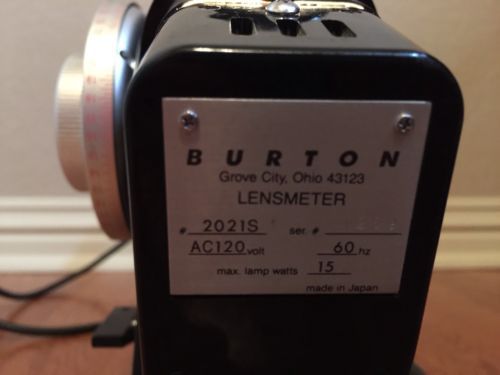 BURTON
Grove City, Ohio 43123
LENSMETER
# 2021S ser. #
AC120 volt 60 hz
max. lamp watts 15
made in Japan